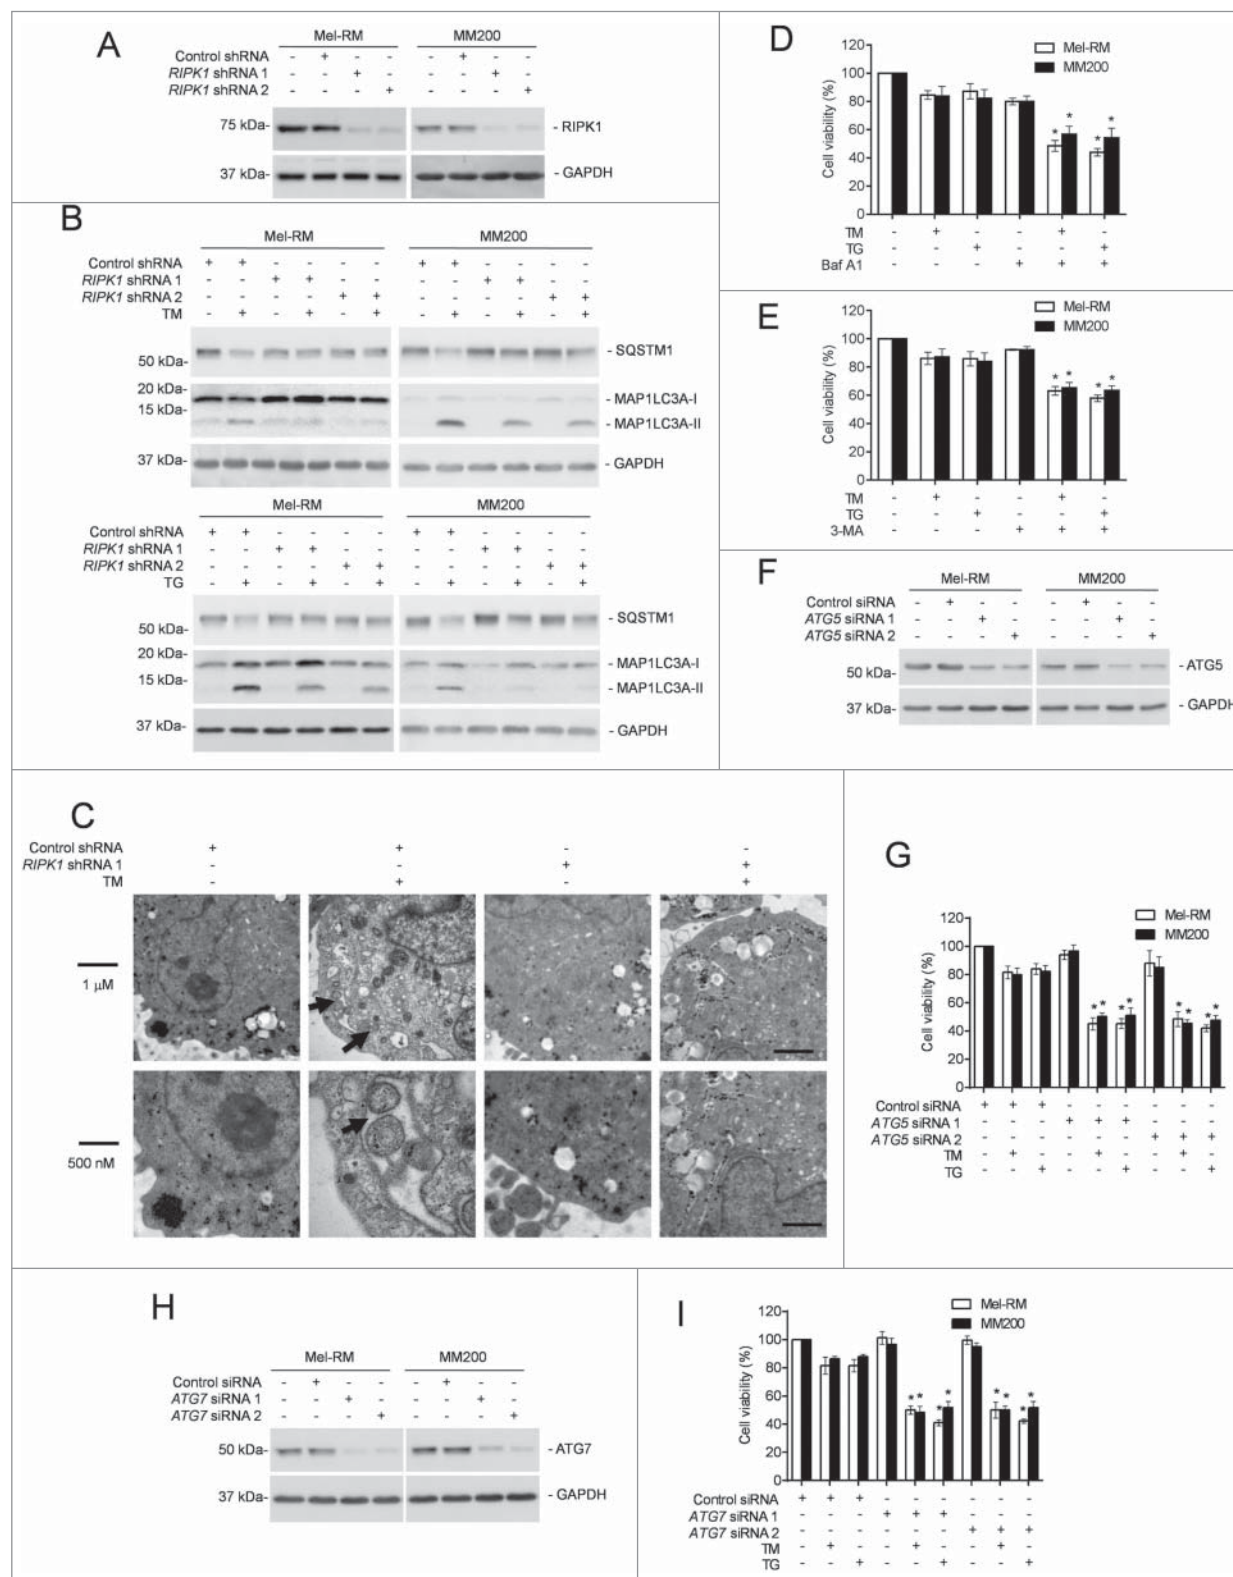 A
Mel-RM MM200
Control shRNA - + - - - + - -
RIPK1 shRNA 1 - - + - - - + -
RIPK1 shRNA 2 - - - + - - - +
75 kDa- - RIPK1
37 kDa- - GAPDH
B
Mel-RM MM200
Control shRNA + + - - - - + + - - - -
RIPK1 shRNA 1 - - + + - - - - + + - -
RIPK1 shRNA 2 - - - - + + - - - - + +
TM - + - + - + - + - + - +
50 kDa- - SQSTM1
20 kDa- - MAP1LC3A-I
15 kDa- - MAP1LC3A-II
37 kDa- - GAPDH
Mel-RM MM200
Control shRNA + + - - - - + + - - - -
RIPK1 shRNA 1 - - + + - - - - + + - -
RIPK1 shRNA 2 - - - - + + - - - - + +
TG - + - + - + - + - + - +
50 kDa- - SQSTM1
20 kDa- - MAP1LC3A-I
15 kDa- - MAP1LC3A-II
37 kDa- - GAPDH
C
Control shRNA + + - -
RIPK1 shRNA 1 - - + +
TM - + - +
1 µM
500 nM
D
Mel-RM
MM200
Cell viability (%)
120
100
80
60
40
20
0
* * * *
TM - + - - + -
TG - - + - - +
Baf A1 - - - + + +
E
Mel-RM
MM200
Cell viability (%)
120
100
80
60
40
20
0
* * * *
TM - + - - + -
TG - - + - - +
3-MA - - - + + +
F
Mel-RM MM200
Control siRNA - + - - - + - -
ATG5 siRNA 1 - - + - - - + -
ATG5 siRNA 2 - - - + - - - +
50 kDa- - ATG5
37 kDa- - GAPDH
G
Mel-RM
MM200
Cell viability (%)
120
100
80
60
40
20
0
* * * * * * * *
Control siRNA + + + - - - - - -
ATG5 siRNA 1 - - - + + + - - -
ATG5 siRNA 2 - - - - - - + + +
TM - + - - + - - + -
TG - - + - - + - - +
H
Mel-RM MM200
Control siRNA - + - - - + - -
ATG7 siRNA 1 - - + - - - + -
ATG7 siRNA 2 - - - + - - - +
50 kDa- - ATG7
37 kDa- - GAPDH
I
Mel-RM
MM200
Cell viability (%)
120
100
80
60
40
20
0
* * * * * * * *
Control siRNA + + + - - - - - -
ATG7 siRNA 1 - - - + + + - - -
ATG7 siRNA 2 - - - - - - + + +
TM - + - - + - - + -
TG - - + - - + - - +